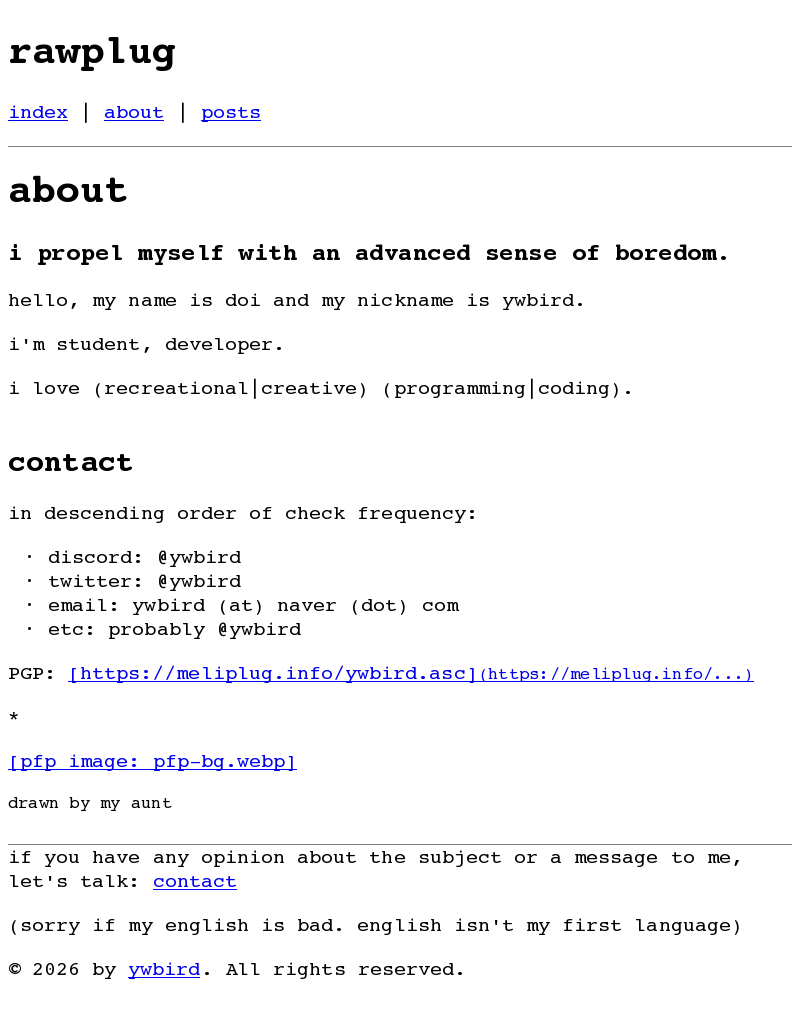 rawplug
index | about | posts
about
i propel myself with an advanced sense of boredom.
hello, my name is doi and my nickname is ywbird.
i'm student, developer.
i love (recreational|creative) (programming|coding).
contact
in descending order of check frequency:
· discord: @ywbird
· twitter: @ywbird
· email: ywbird (at) naver (dot) com
· etc: probably @ywbird
PGP: [https://meliplug.info/ywbird.asc](https://meliplug.info/...)
*
[pfp image: pfp-bg.webp]
drawn by my aunt
if you have any opinion about the subject or a message to me,
let's talk: contact
(sorry if my english is bad. english isn't my first language)
© 2026 by ywbird. All rights reserved.